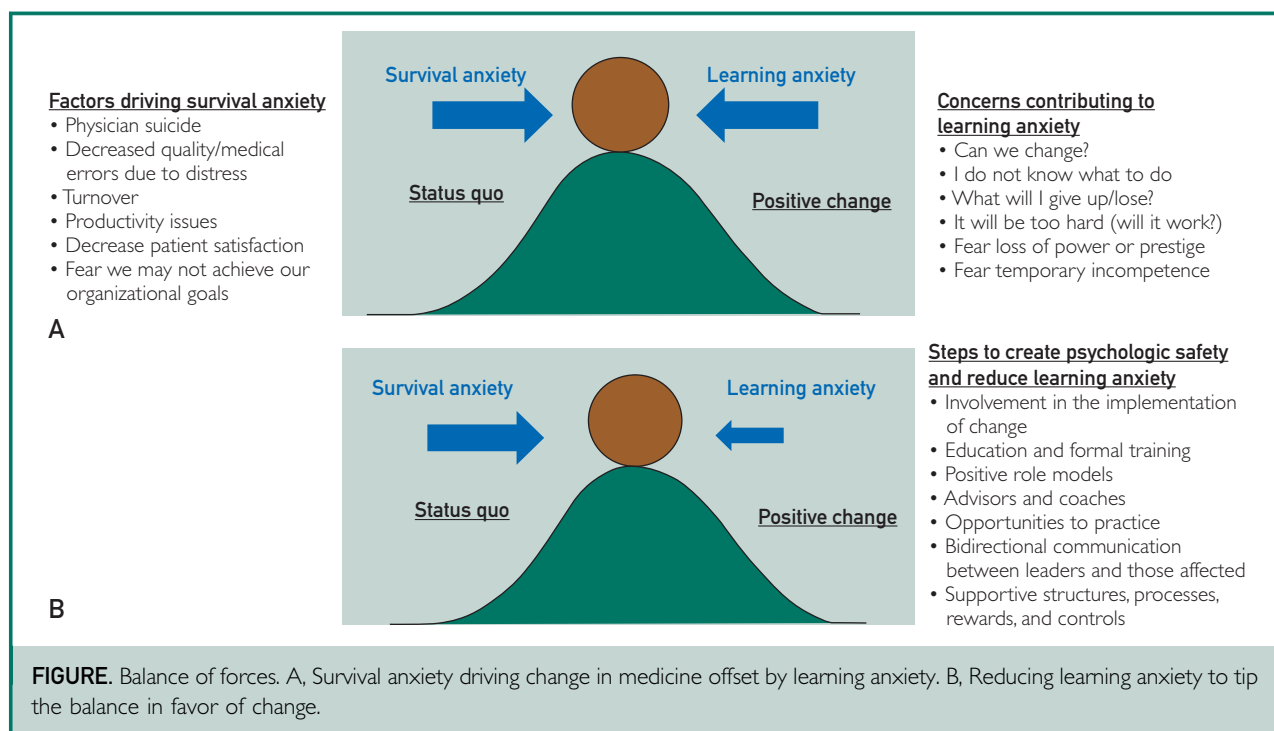 Factors driving survival anxiety
• Physician suicide
• Decreased quality/medical
errors due to distress
• Turnover
• Productivity issues
• Decrease patient satisfaction
• Fear we may not achieve our
organizational goals
A
Survival anxiety
Learning anxiety
Status quo
Positive change
Concerns contributing to
learning anxiety
• Can we change?
• I do not know what to do
• What will I give up/lose?
• It will be too hard (will it work?)
• Fear loss of power or prestige
• Fear temporary incompetence
B
Survival anxiety
Learning anxiety
Status quo
Positive change
Steps to create psychologic safety
and reduce learning anxiety
• Involvement in the implementation
of change
• Education and formal training
• Positive role models
• Advisors and coaches
• Opportunities to practice
• Bidirectional communication
between leaders and those affected
• Supportive structures, processes,
rewards, and controls
FIGURE. Balance of forces. A, Survival anxiety driving change in medicine offset by learning anxiety. B, Reducing learning anxiety to tip
the balance in favor of change.